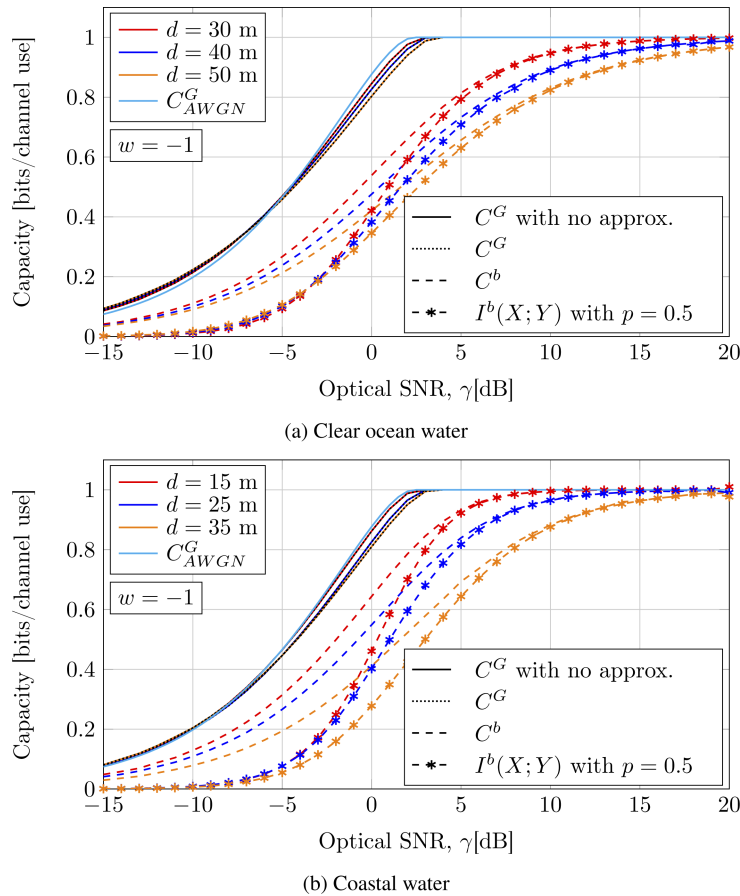 d = 30 m
d = 40 m
d = 50 m
C^G_{AWGN}
w = −1
C^G with no approx.
C^G
C^b
I^b(X; Y) with p = 0.5
Capacity [bits/channel use]
1
0.8
0.6
0.4
0.2
0
−15 −10 −5 0 5 10 15 20
Optical SNR, γ[dB]
(a) Clear ocean water
d = 15 m
d = 25 m
d = 35 m
C^G_{AWGN}
w = −1
C^G with no approx.
C^G
C^b
I^b(X; Y) with p = 0.5
Capacity [bits/channel use]
1
0.8
0.6
0.4
0.2
0
−15 −10 −5 0 5 10 15 20
Optical SNR, γ[dB]
(b) Coastal water